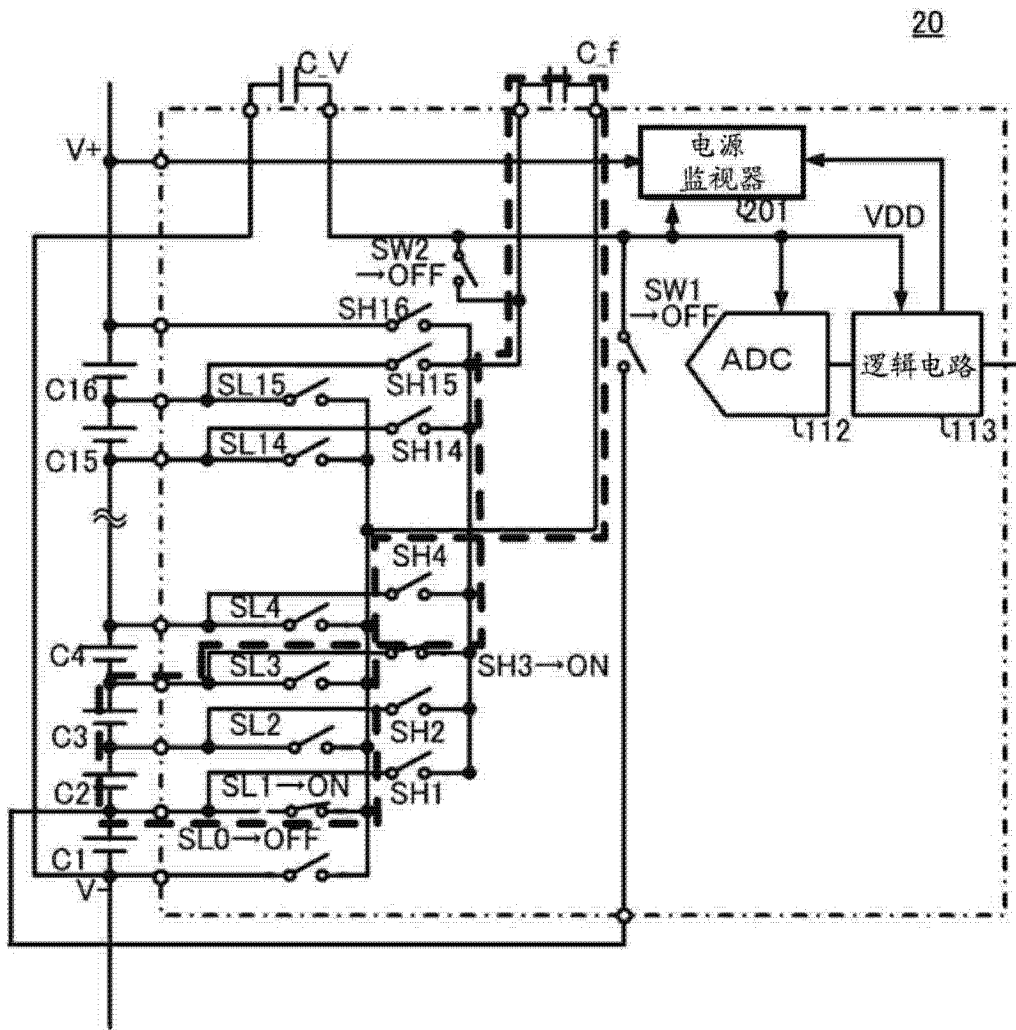 20
C_V
C_f
V+
电源
监视器
201
VDD
SW2
→OFF
SW1
→OFF
SH16
ADC
逻辑电路
C16
SL15
SH15
112
113
C15
SL14
SH14
SH4
SL4
C4
SL3
SH3→ON
C3
SL2
SH2
C2
SL1→ON
SH1
SL0→OFF
C1
V-